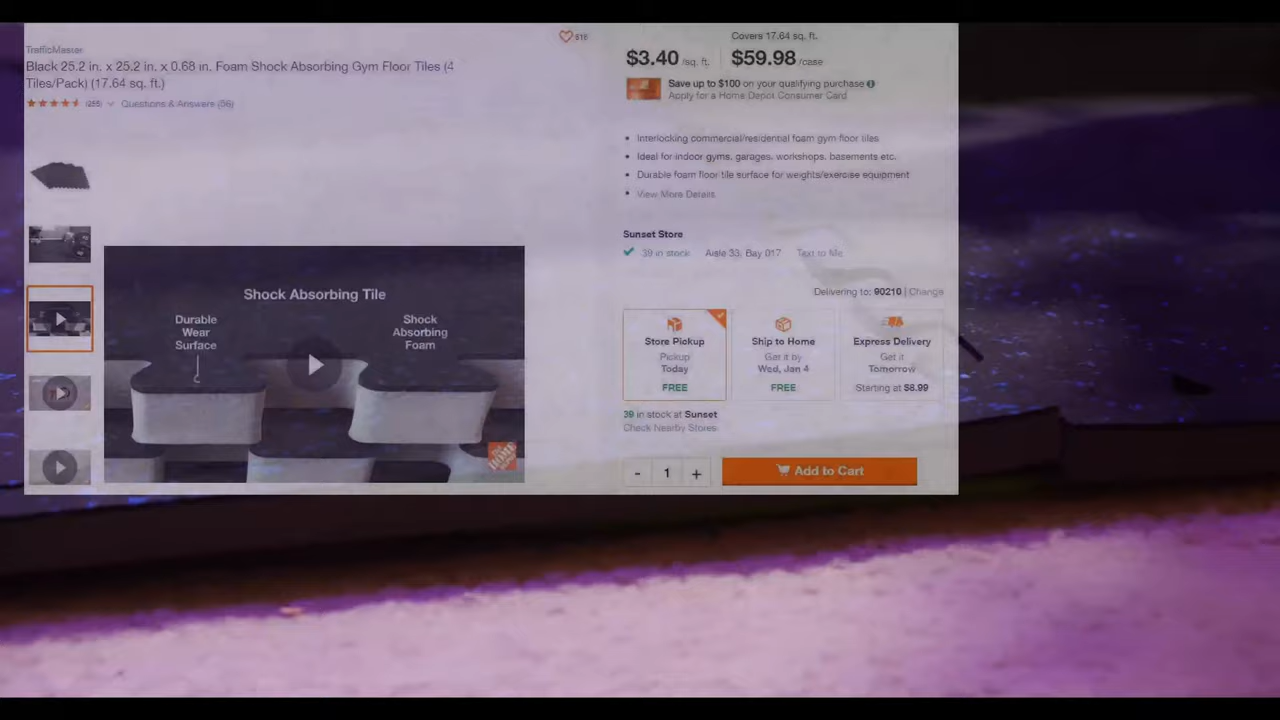 TrafficMaster
Black 25.2 in. x 25.2 in. x 0.68 in. Foam Shock Absorbing Gym Floor Tiles (4
Tiles/Pack) (17.64 sq. ft.)
(255) Questions & Answers (56)
516
Shock Absorbing Tile
Durable
Wear
Surface
Shock
Absorbing
Foam
Covers 17.64 sq. ft.
$3.40 /sq. ft. $59.98 /case
Save up to $100 on your qualifying purchase
Apply for a Home Depot Consumer Card
• Interlocking commercial/residential foam gym floor tiles
• Ideal for indoor gyms, garages, workshops, basements etc.
• Durable foam floor tile surface for weights/exercise equipment
• View More Details
Sunset Store
39 in stock Aisle 33, Bay 017 Text to Me
Delivering to: 90210 | Change
Store Pickup
Pickup
Today
FREE
Ship to Home
Get it by
Wed, Jan 4
FREE
Express Delivery
Get it
Tomorrow
Starting at $8.99
39 in stock at Sunset
Check Nearby Stores
- 1 +
Add to Cart